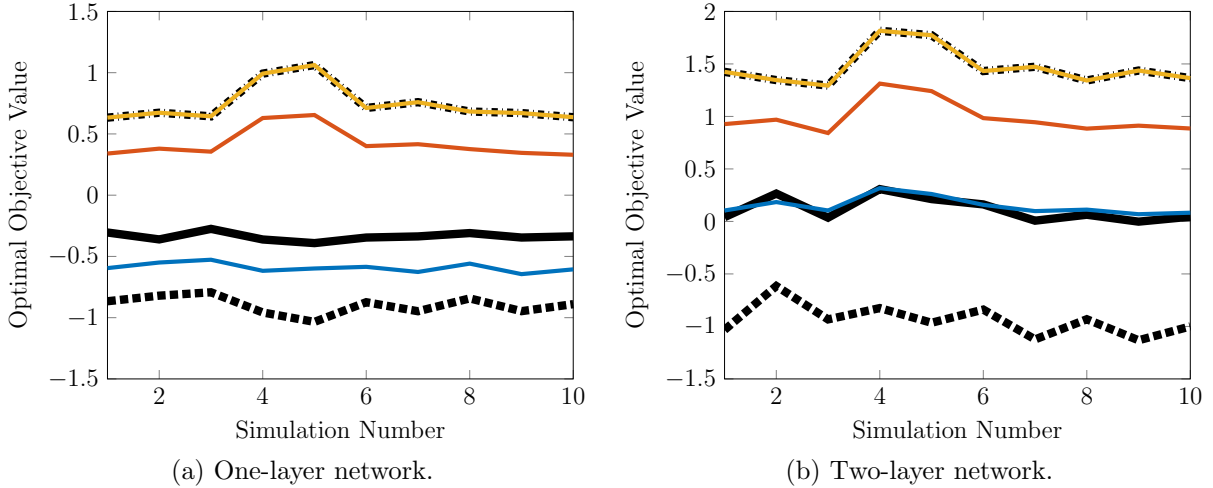 1.5
1
0.5
0
−0.5
−1
−1.5
2 4 6 8 10
Optimal Objective Value
Simulation Number
(a) One-layer network.
2
1.5
1
0.5
0
−0.5
−1
−1.5
2 4 6 8 10
Optimal Objective Value
Simulation Number
(b) Two-layer network.